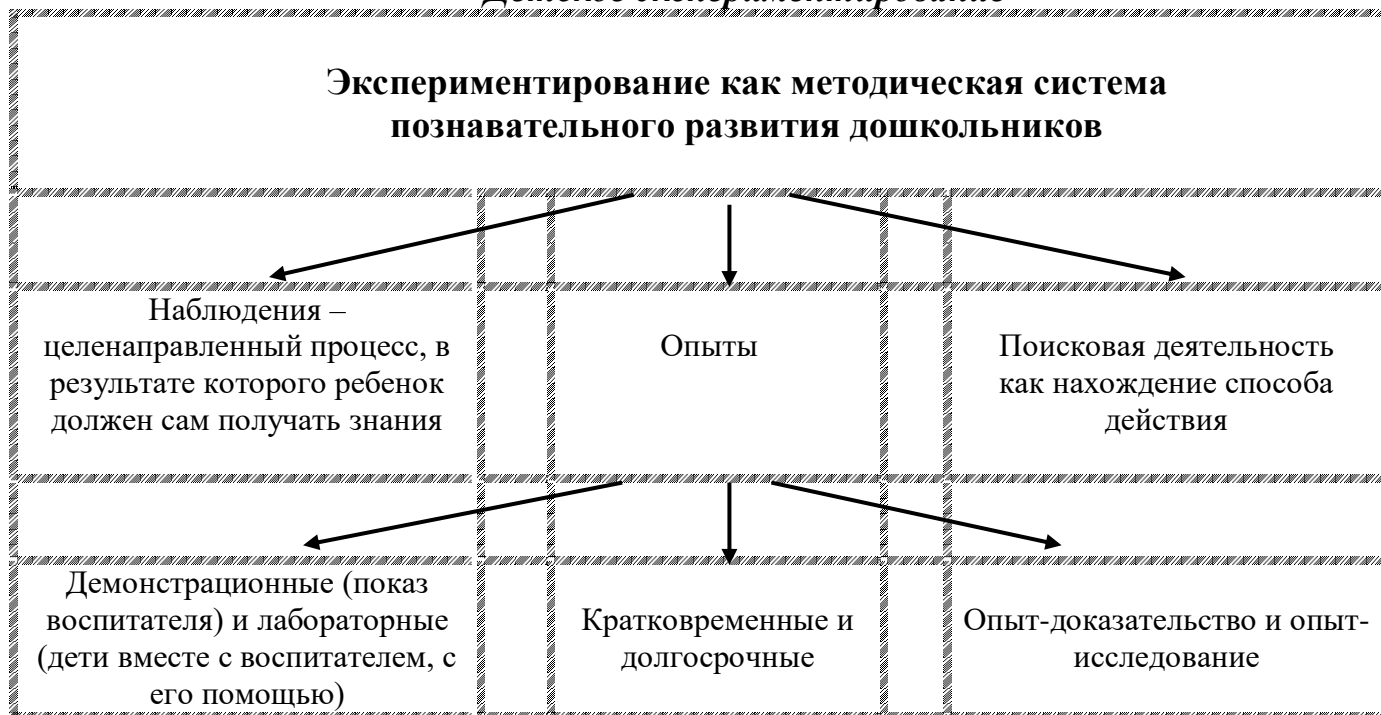 Детское экспериментирование
Экспериментирование как методическая система
познавательного развития дошкольников
Наблюдения –
целенаправленный процесс, в
результате которого ребенок
должен сам получать знания
Опыты
Поисковая деятельность
как нахождение способа
действия
Демонстрационные (показ
воспитателя) и лабораторные
(дети вместе с воспитателем, с
его помощью)
Кратковременные и
долгосрочные
Опыт-доказательство и опыт-
исследование